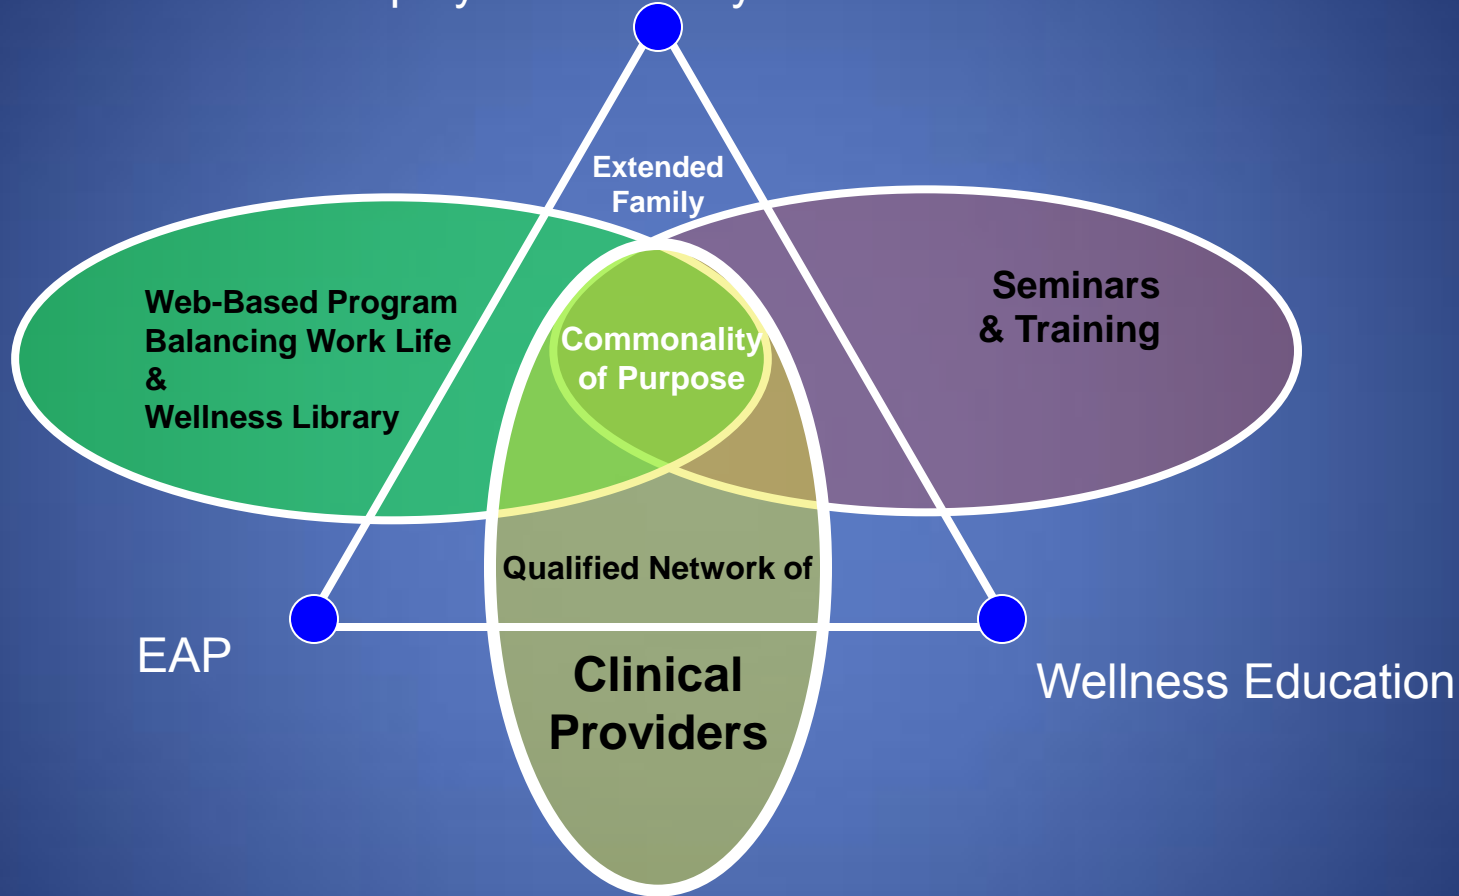 Extended
Family
Web-Based Program
Balancing Work Life
&
Wellness Library
Seminars
& Training
Commonality
of Purpose
Qualified Network of
Clinical
Providers
EAP
Wellness Education